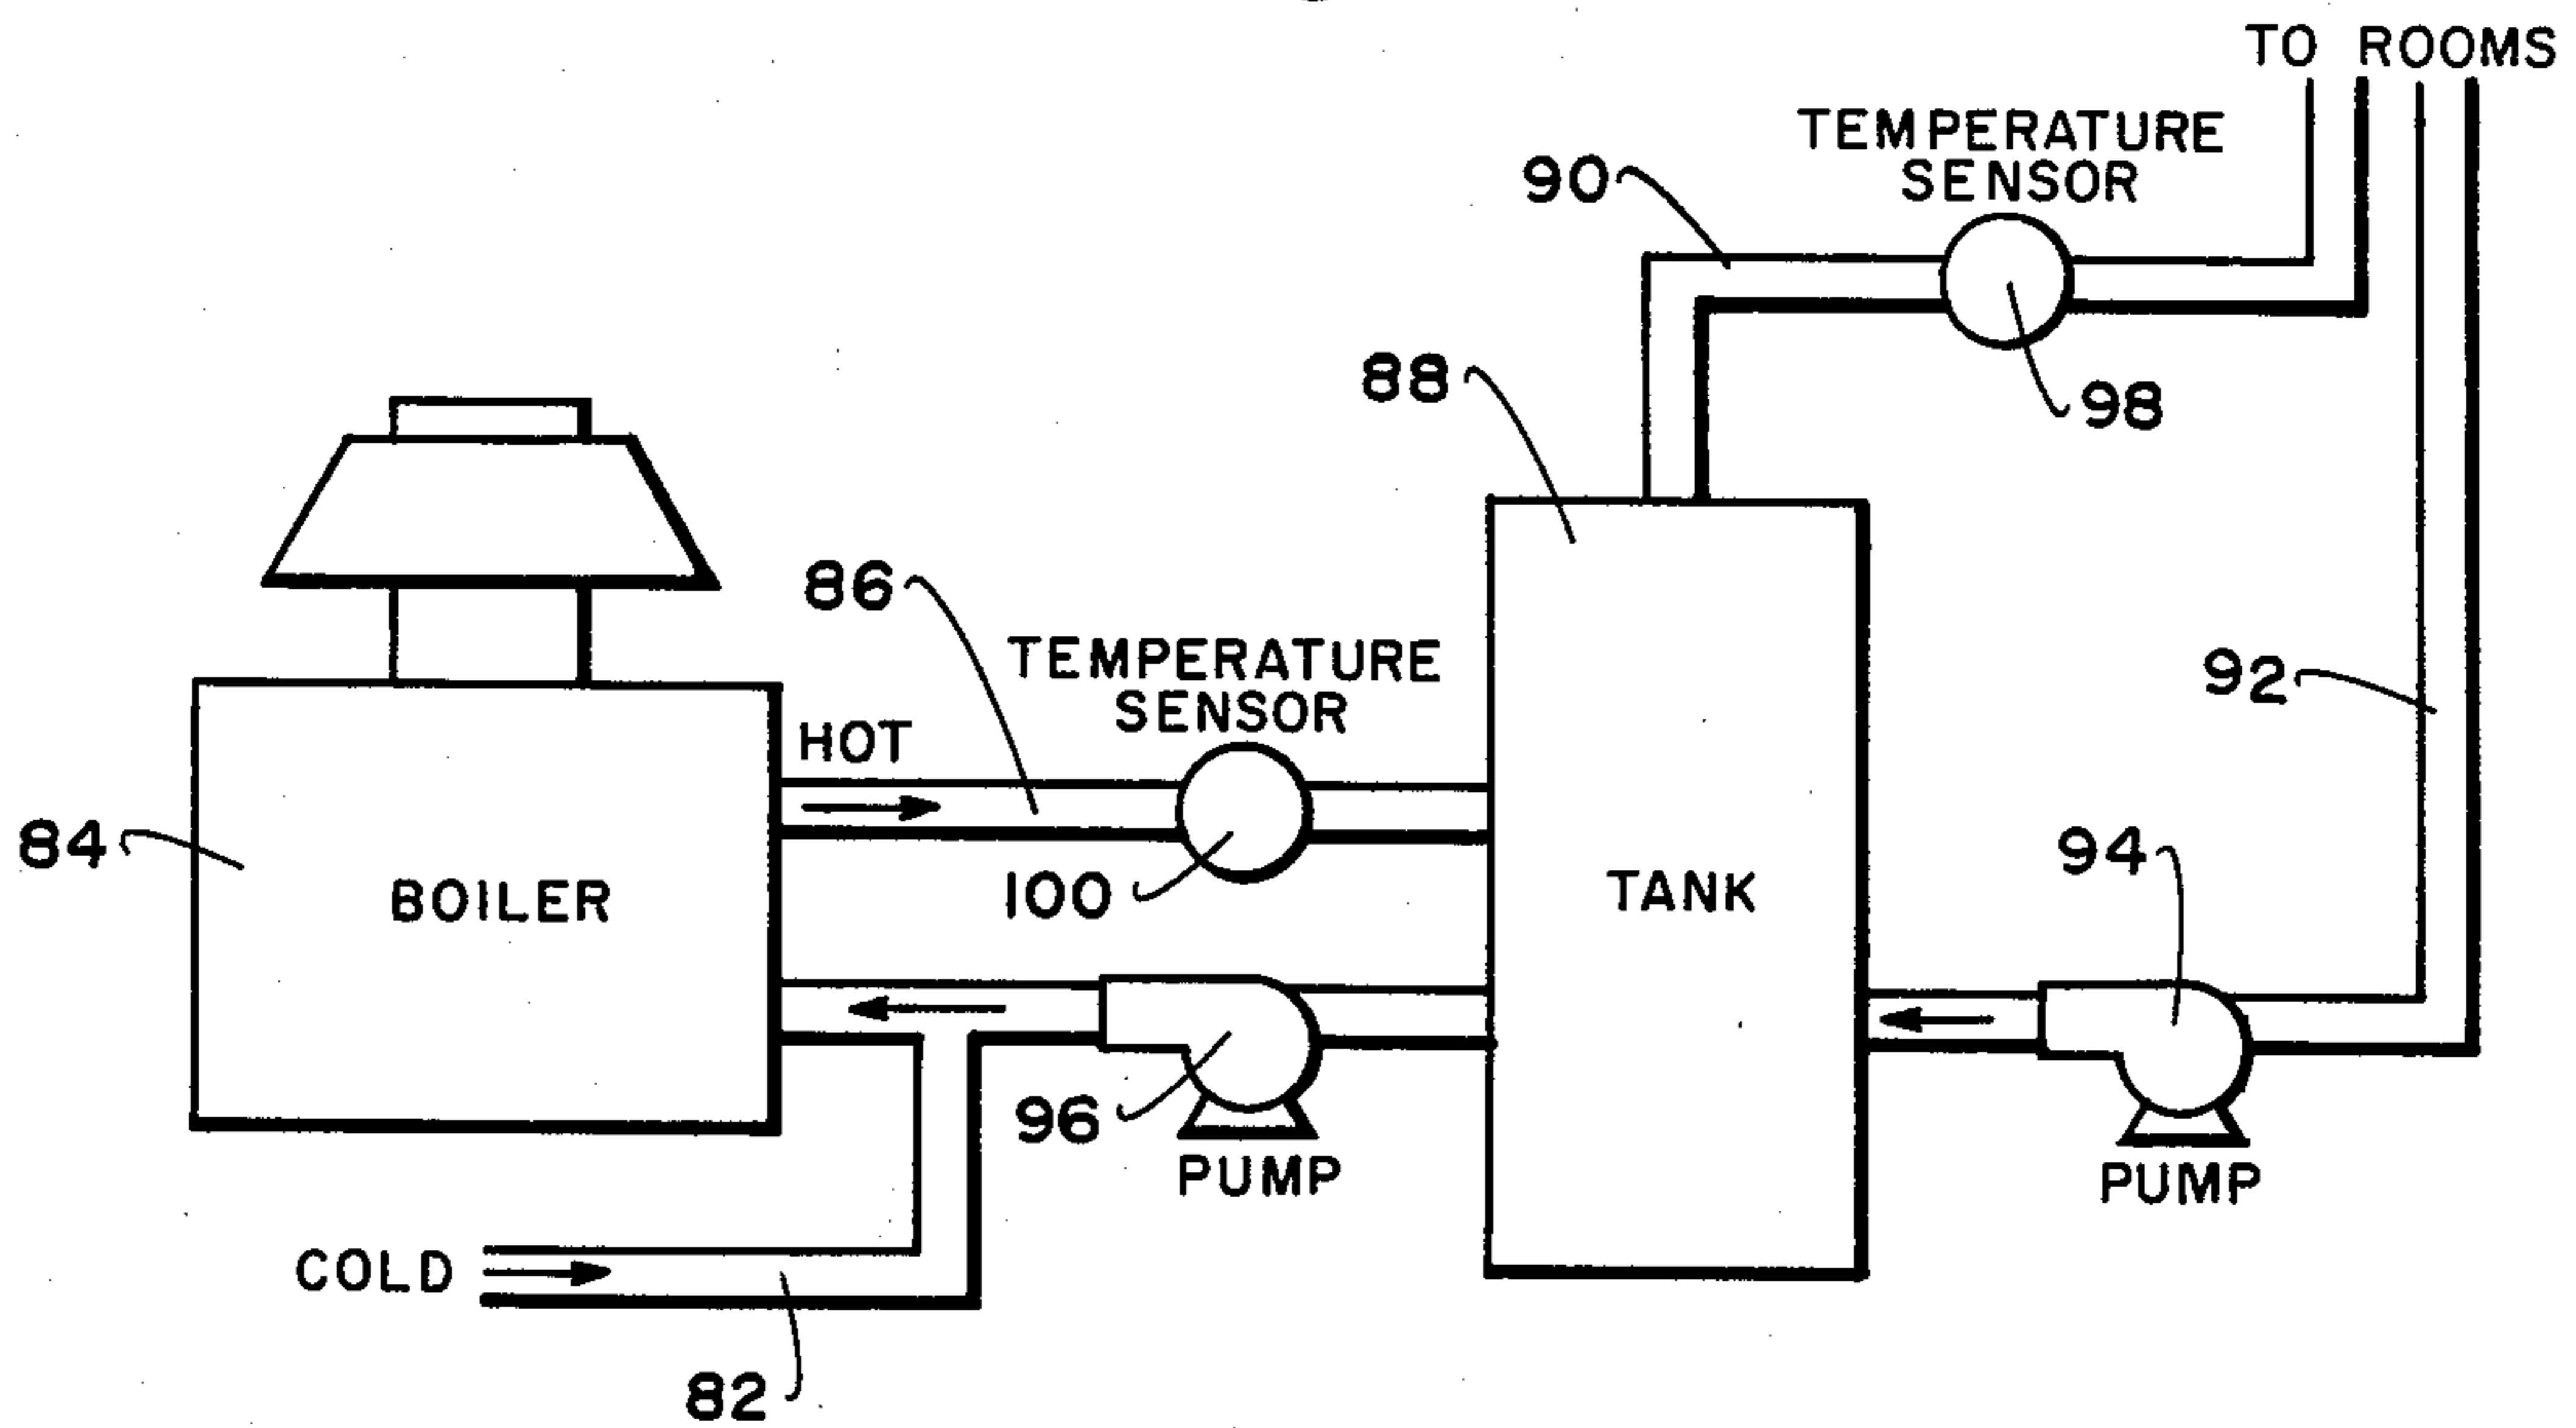 TO ROOMS
TEMPERATURE
SENSOR
90
98
88
86
TEMPERATURE
SENSOR
92
HOT
84
BOILER
100
TANK
94
96
PUMP
PUMP
COLD
82